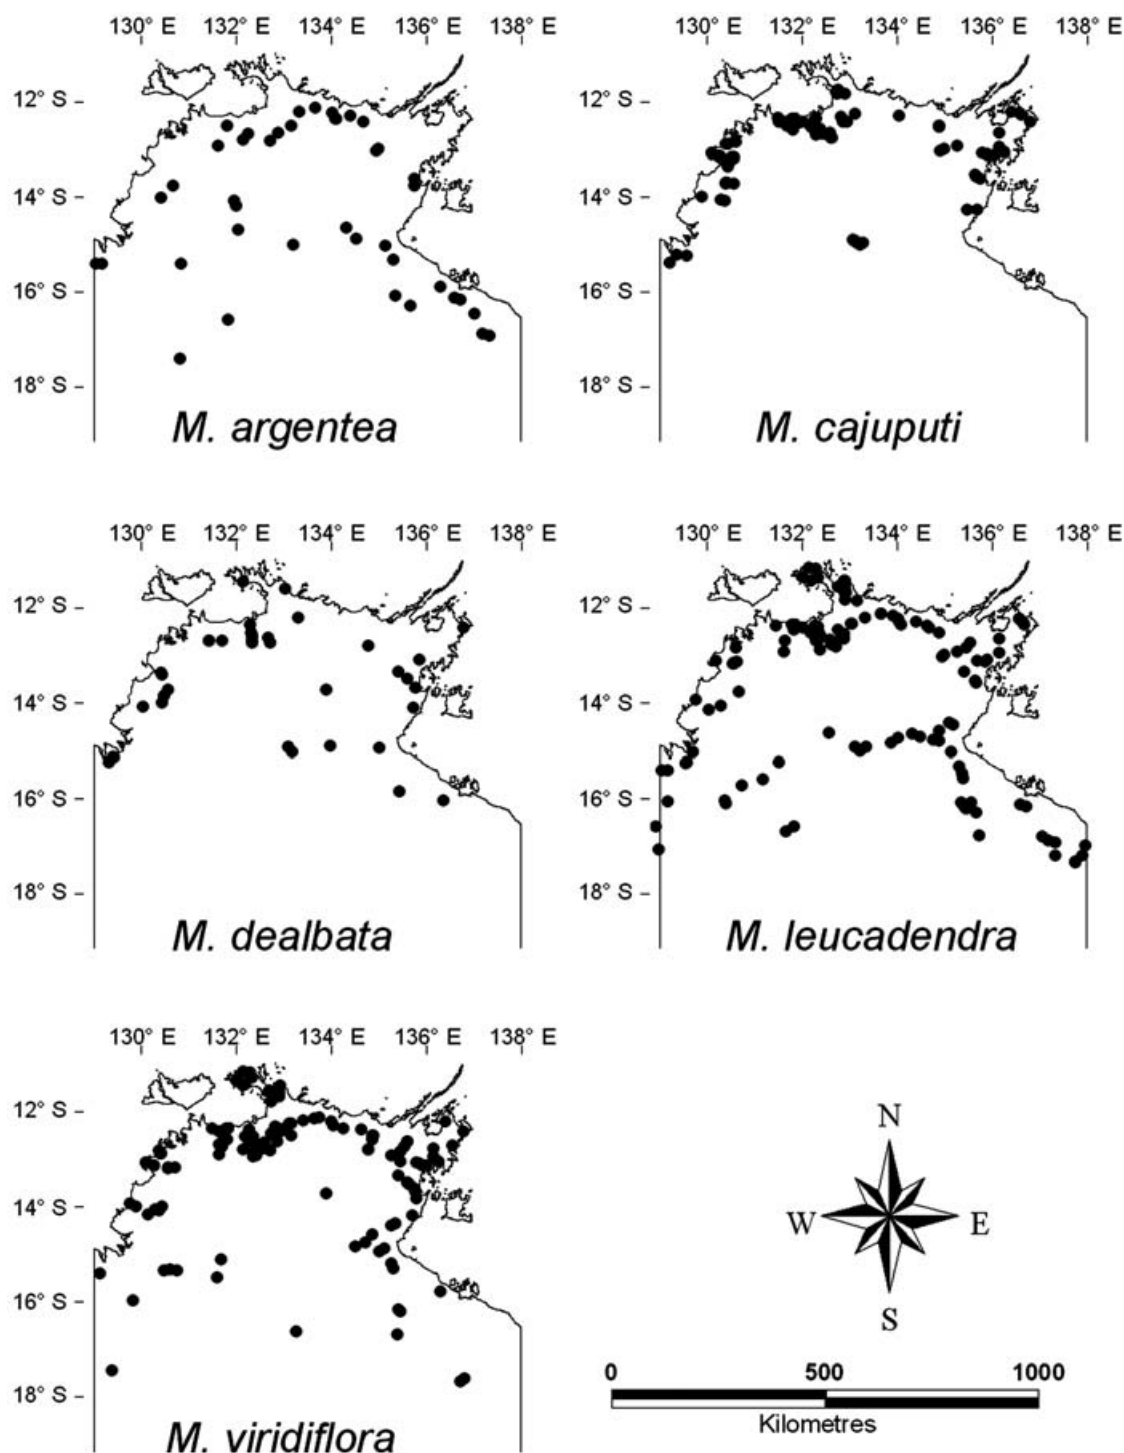 130° E 132° E 134° E 136° E 138° E
12° S
14° S
16° S
18° S
M. argentea
130° E 132° E 134° E 136° E 138° E
12° S
14° S
16° S
18° S
M. cajuputi
130° E 132° E 134° E 136° E 138° E
12° S
14° S
16° S
18° S
M. dealbata
130° E 132° E 134° E 136° E 138° E
12° S
14° S
16° S
18° S
M. leucadendra
130° E 132° E 134° E 136° E 138° E
12° S
14° S
16° S
18° S
M. viridiflora
N
W E
S
0 500 1000
Kilometres